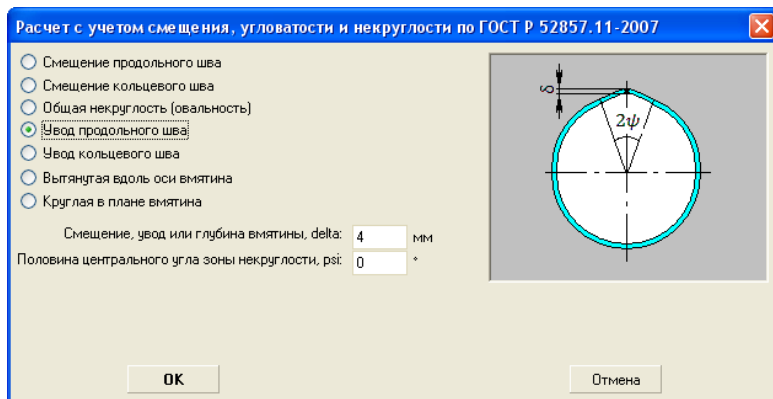 Расчет с учетом смещения, угловатости и некруглости по ГОСТ Р 52857.11-2007
Смещение продольного шва
Смещение кольцевого шва
Общая некруглость (овальность)
Увод продольного шва
Увод кольцевого шва
Вытянутая вдоль оси вмятина
Круглая в плане вмятина
Смещение, увод или глубина вмятины, delta: 4 мм
Половина центрального угла зоны некруглости, psi: 0 °
δ
2ψ
OK
Отмена